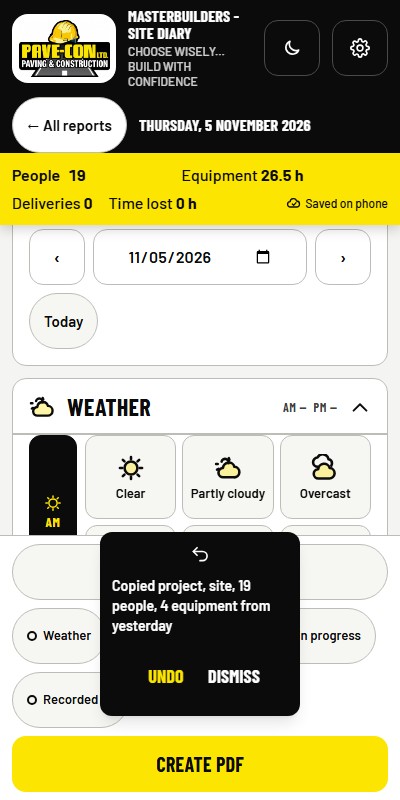 PAVE-CON LTD.
PAVING & CONSTRUCTION
MASTERBUILDERS -
SITE DIARY
CHOOSE WISELY...
BUILD WITH
CONFIDENCE
← All reports
THURSDAY, 5 NOVEMBER 2026
People 19
Equipment 26.5 h
Deliveries 0
Time lost 0 h
Saved on phone
‹
11/05/2026
›
Today
WEATHER
AM – PM –
AM
Clear
Partly cloudy
Overcast
Copied project, site, 19
people, 4 equipment from
yesterday
UNDO
DISMISS
Weather
n progress
Recorded
CREATE PDF